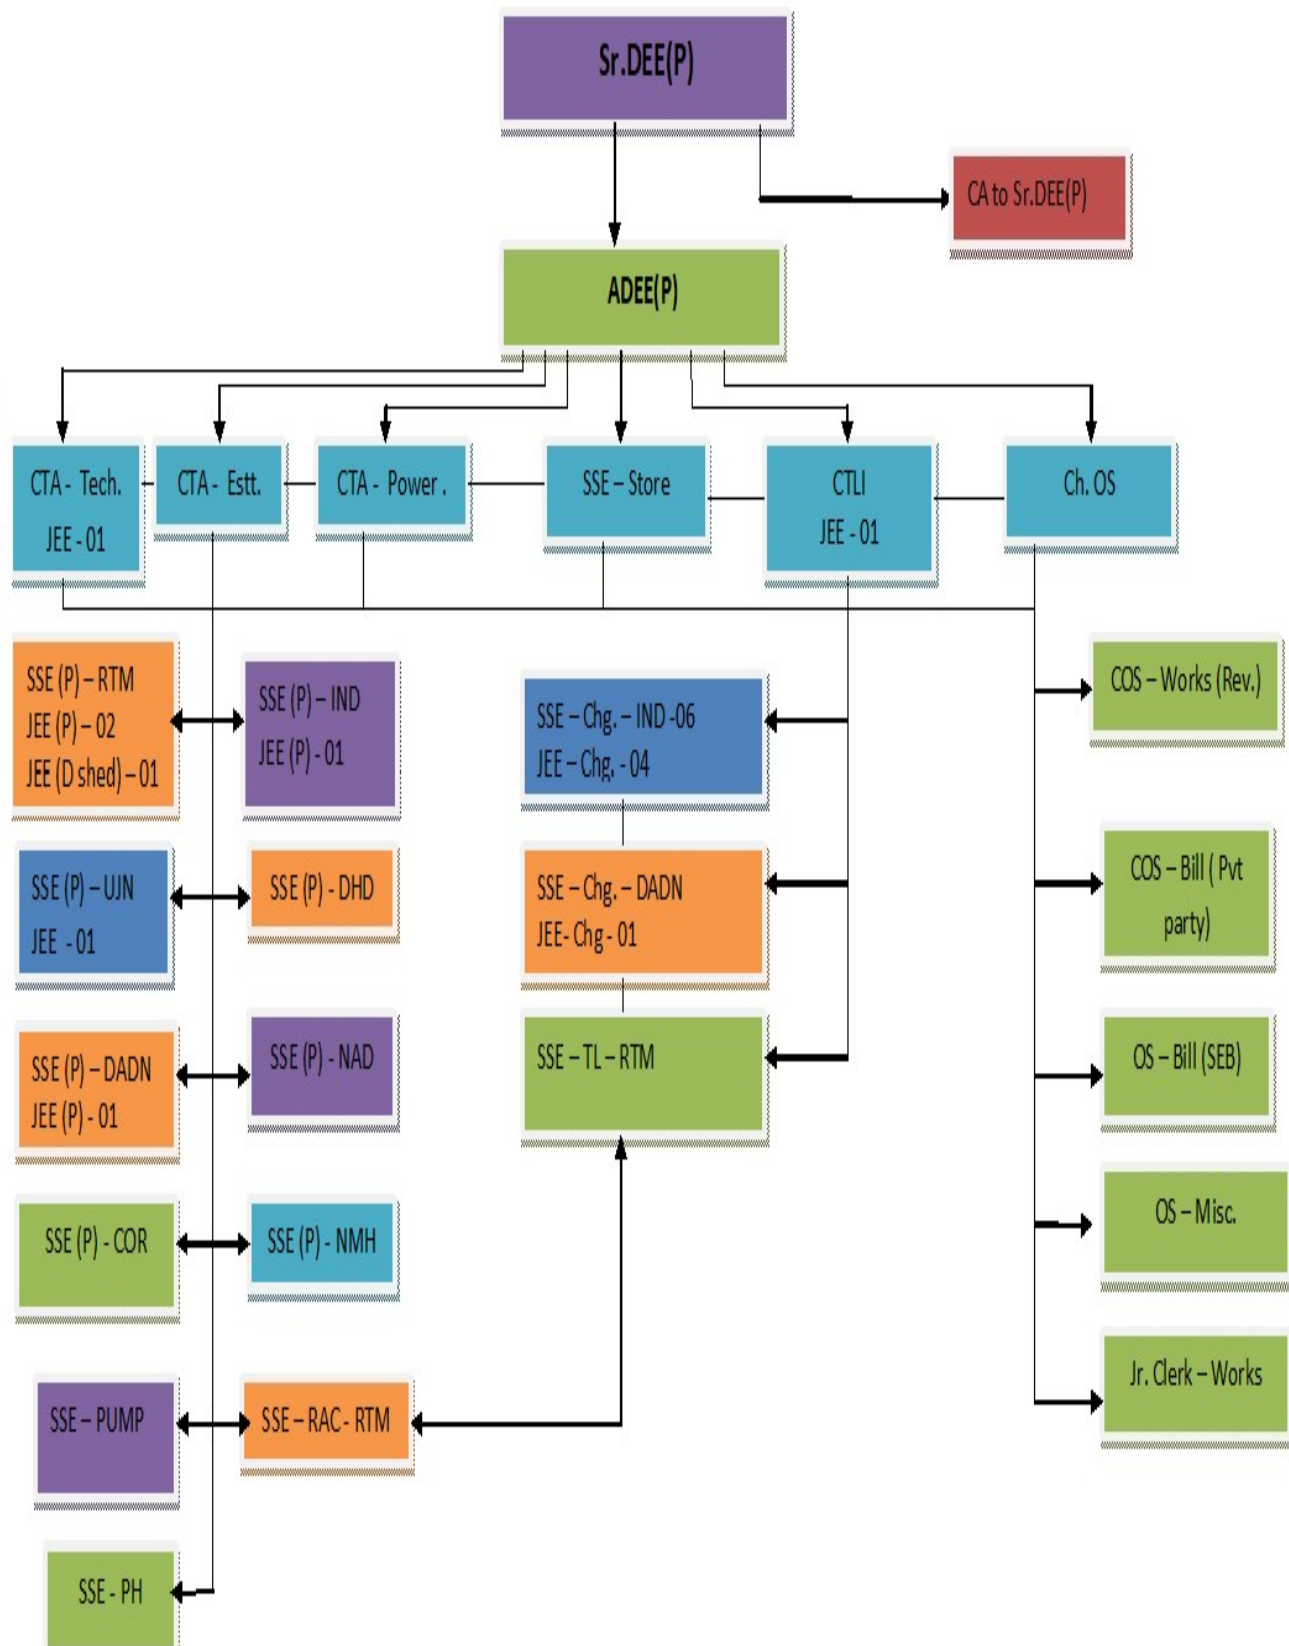 Sr.DEE(P)
CA to Sr.DEE(P)
ADEE(P)
CTA - Tech.
JEE - 01
CTA - Estt.
CTA - Power .
SSE – Store
CTLI
JEE - 01
Ch. OS
SSE (P) – RTM
JEE (P) – 02
JEE (D shed) – 01
SSE (P) – IND
JEE (P) - 01
SSE – Chg. – IND -06
JEE – Chg. - 04
COS – Works (Rev.)
SSE (P) – UJN
JEE - 01
SSE (P) - DHD
SSE – Chg. – DADN
JEE- Chg - 01
COS – Bill ( Pvt
party)
SSE (P) – DADN
JEE (P) - 01
SSE (P) - NAD
SSE – TL – RTM
OS – Bill (SEB)
SSE (P) - COR
SSE (P) - NMH
OS – Misc.
SSE – PUMP
SSE – RAC - RTM
Jr. Clerk – Works
SSE - PH